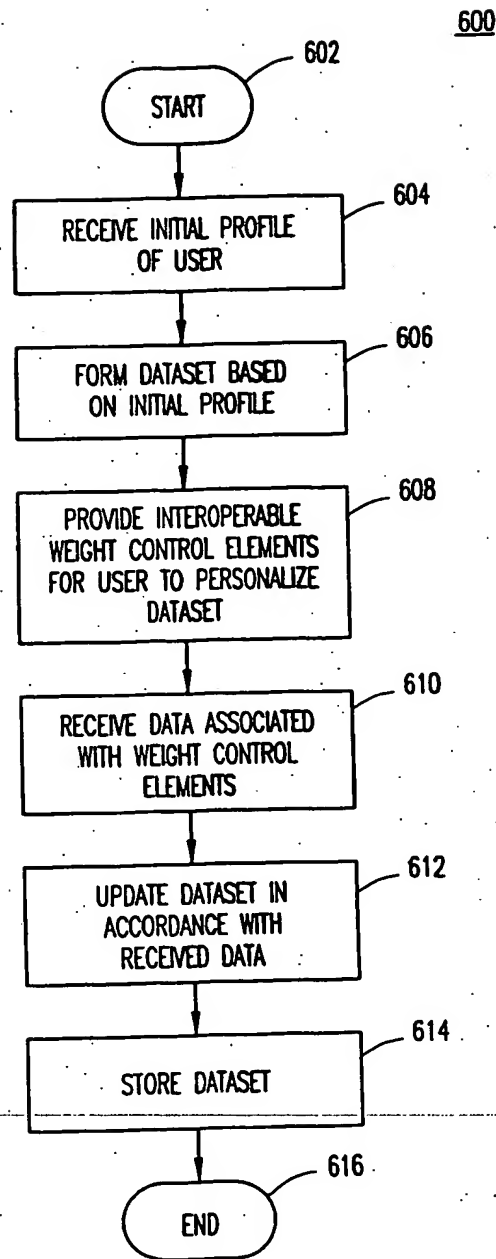 600
602
START
604
RECEIVE INITIAL PROFILE
OF USER
606
FORM DATASET BASED
ON INITIAL PROFILE
608
PROVIDE INTEROPERABLE
WEIGHT CONTROL ELEMENTS
FOR USER TO PERSONALIZE
DATASET
610
RECEIVE DATA ASSOCIATED
WITH WEIGHT CONTROL
ELEMENTS
612
UPDATE DATASET IN
ACCORDANCE WITH
RECEIVED DATA
614
STORE DATASET
616
END